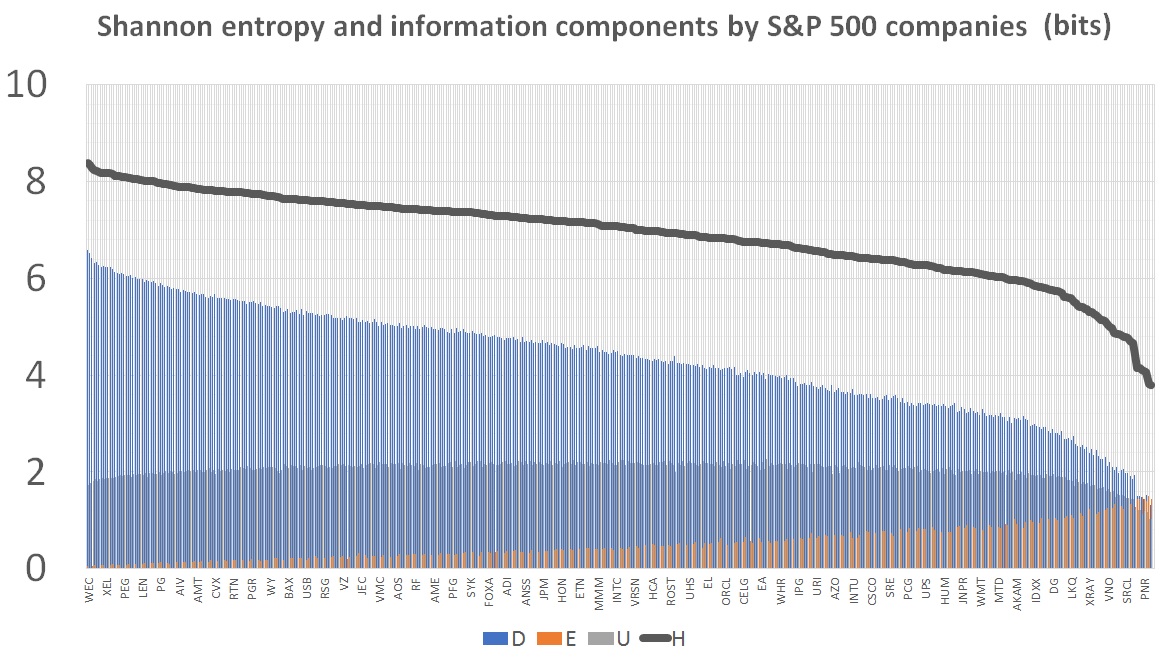 Shannon entropy and information components by S&P 500 companies (bits)
10
8
6
4
2
0
WEC XEL PEG LEN PG AIV AMT CVX RTN PGR WY BAX USB RSG VZ JEC VMC AOS RF AME PFG SYK FOXA ADI ANSS JPM HON ETN MMM INTC VRSN HCA ROST UHS EL ORCL CELG EA WHR IPG URI AZO INTU CSCO SRE PCG UPS HUM JNPR WMT MTD AKAM IDXX DG LKQ XRAY VNO SRCL PNR
D E U H